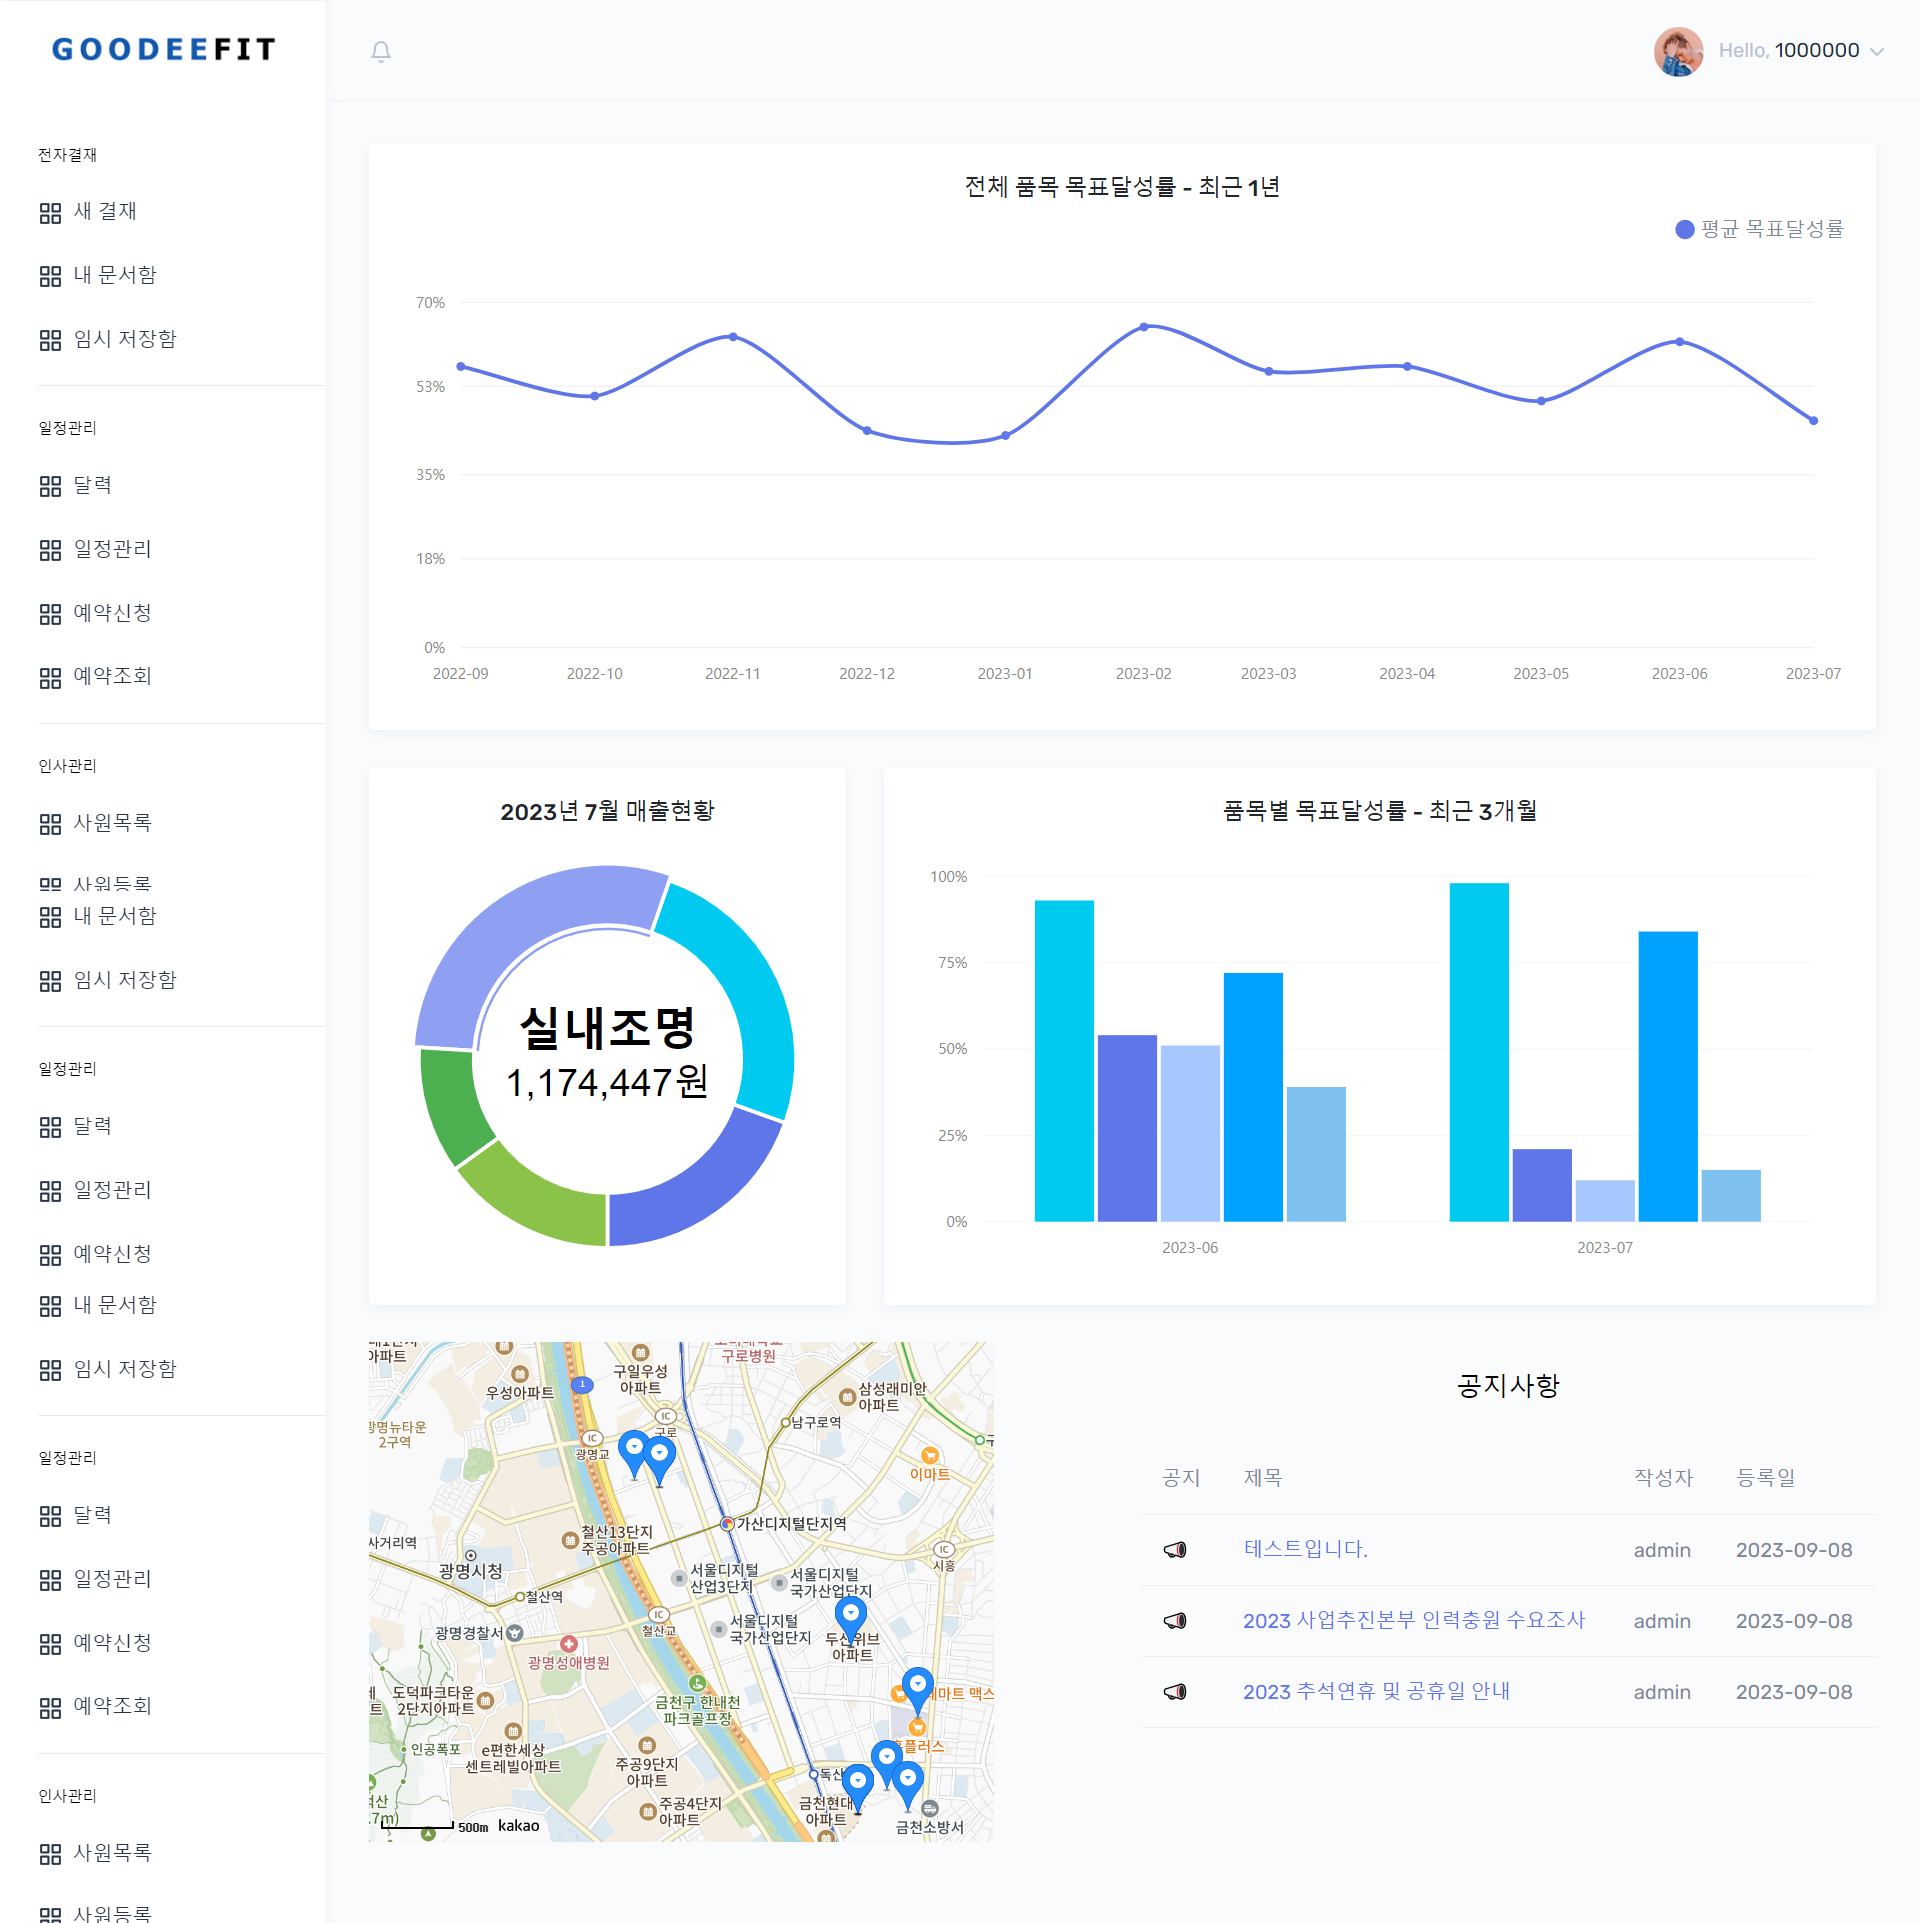 GOODEEFIT
Hello, 1000000
전자결재
새 결재
내 문서함
임시 저장함
일정관리
달력
일정관리
예약신청
예약조회
인사관리
사원목록
사원등록
내 문서함
임시 저장함
일정관리
달력
일정관리
예약신청
내 문서함
임시 저장함
일정관리
달력
일정관리
예약신청
예약조회
인사관리
사원목록
사원등록
전체 품목 목표달성률 - 최근 1년
평균 목표달성률
70%
53%
35%
18%
0%
2022-09 2022-10 2022-11 2022-12 2023-01 2023-02 2023-03 2023-04 2023-05 2023-06 2023-07
2023년 7월 매출현황
실내조명
1,174,447원
품목별 목표달성률 - 최근 3개월
100%
75%
50%
25%
0%
2023-06 2023-07
아파트
우성아파트
1
구일우성
아파트
구로병원
삼성래미안
아파트
광명뉴타운
2구역
IC
광명교
IC
구로
남구로역
이마트
철산13단지
주공아파트
가산디지털단지역
사거리역
광명시청
철산역
서울디지털
산업3단지
서울디지털
국가산업단지
IC
시흥
IC
철산교
서울디지털
국가산업단지
두산위브
아파트
광명경찰서
광명성애병원
도덕파크타운
2단지아파트
금천구 한내천
파크골프장
마트 맥스
인공폭포
e편한세상
센트레빌아파트
주공9단지
아파트
플러스
독산
주공4단지
아파트
금천현대
아파트
금천소방서
7m)
500m kakao
공지사항
공지 제목 작성자 등록일
테스트입니다. admin 2023-09-08
2023 사업추진본부 인력충원 수요조사 admin 2023-09-08
2023 추석연휴 및 공휴일 안내 admin 2023-09-08